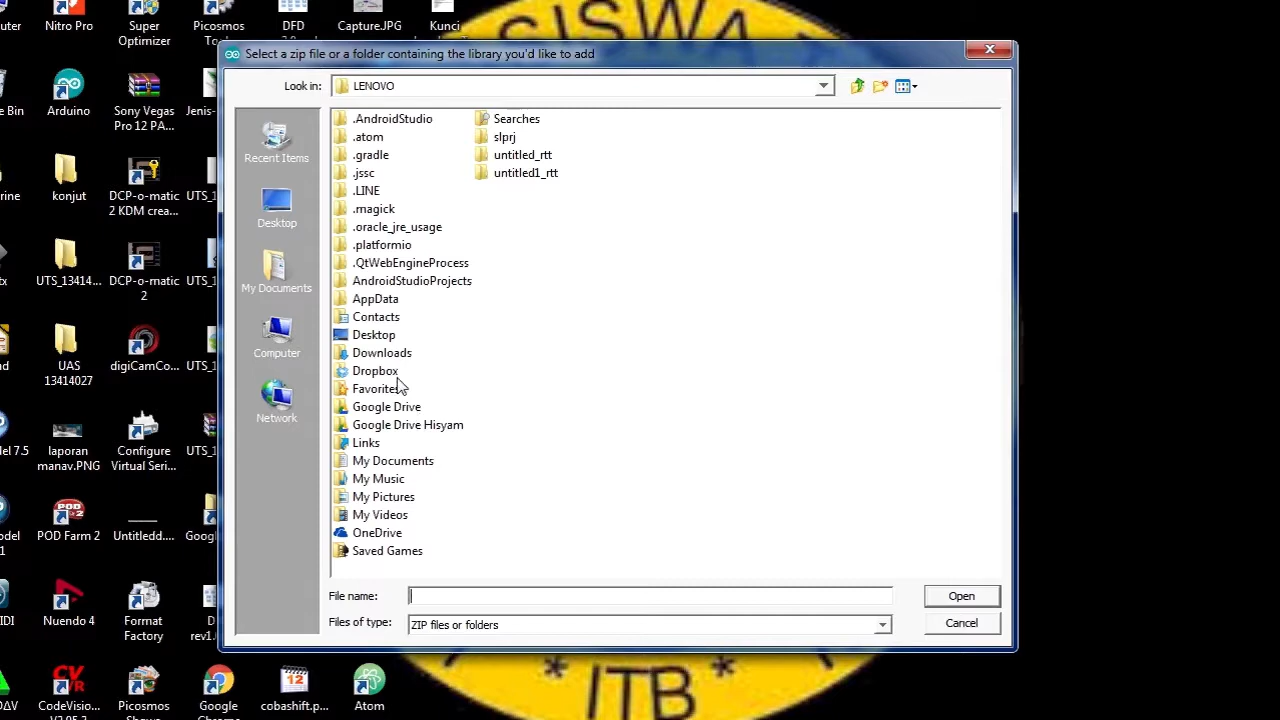 SISWA
Nitro Pro
Super
Optimizer
Picosmos
DFD
Capture.JPG
Kunci
Select a zip file or a folder containing the library you'd like to add
Look in:
LENOVO
Arduino
Sony Vegas
Pro 12 PA...
konjut
DCP-o-matic
2 KDM crea...
DCP-o-matic
2
UTS_13414...
UAS
13414027
digiCamCo...
laporan
manav.PNG
Configure
Virtual Seri...
POD Farm 2
Untitledd....
Nuendo 4
Format
Factory
CodeVision...
Picosmos
Google
cobashift.p...
Atom
Recent Items
Desktop
My Documents
Computer
Network
.AndroidStudio
.atom
.gradle
.jssc
.LINE
.magick
.oracle_jre_usage
.platformio
.QtWebEngineProcess
AndroidStudioProjects
AppData
Contacts
Desktop
Downloads
Dropbox
Favorites
Google Drive
Google Drive Hisyam
Links
My Documents
My Music
My Pictures
My Videos
OneDrive
Saved Games
Searches
slprj
untitled_rtt
untitled1_rtt
File name:
Open
Files of type:
ZIP files or folders
Cancel
* ITB *